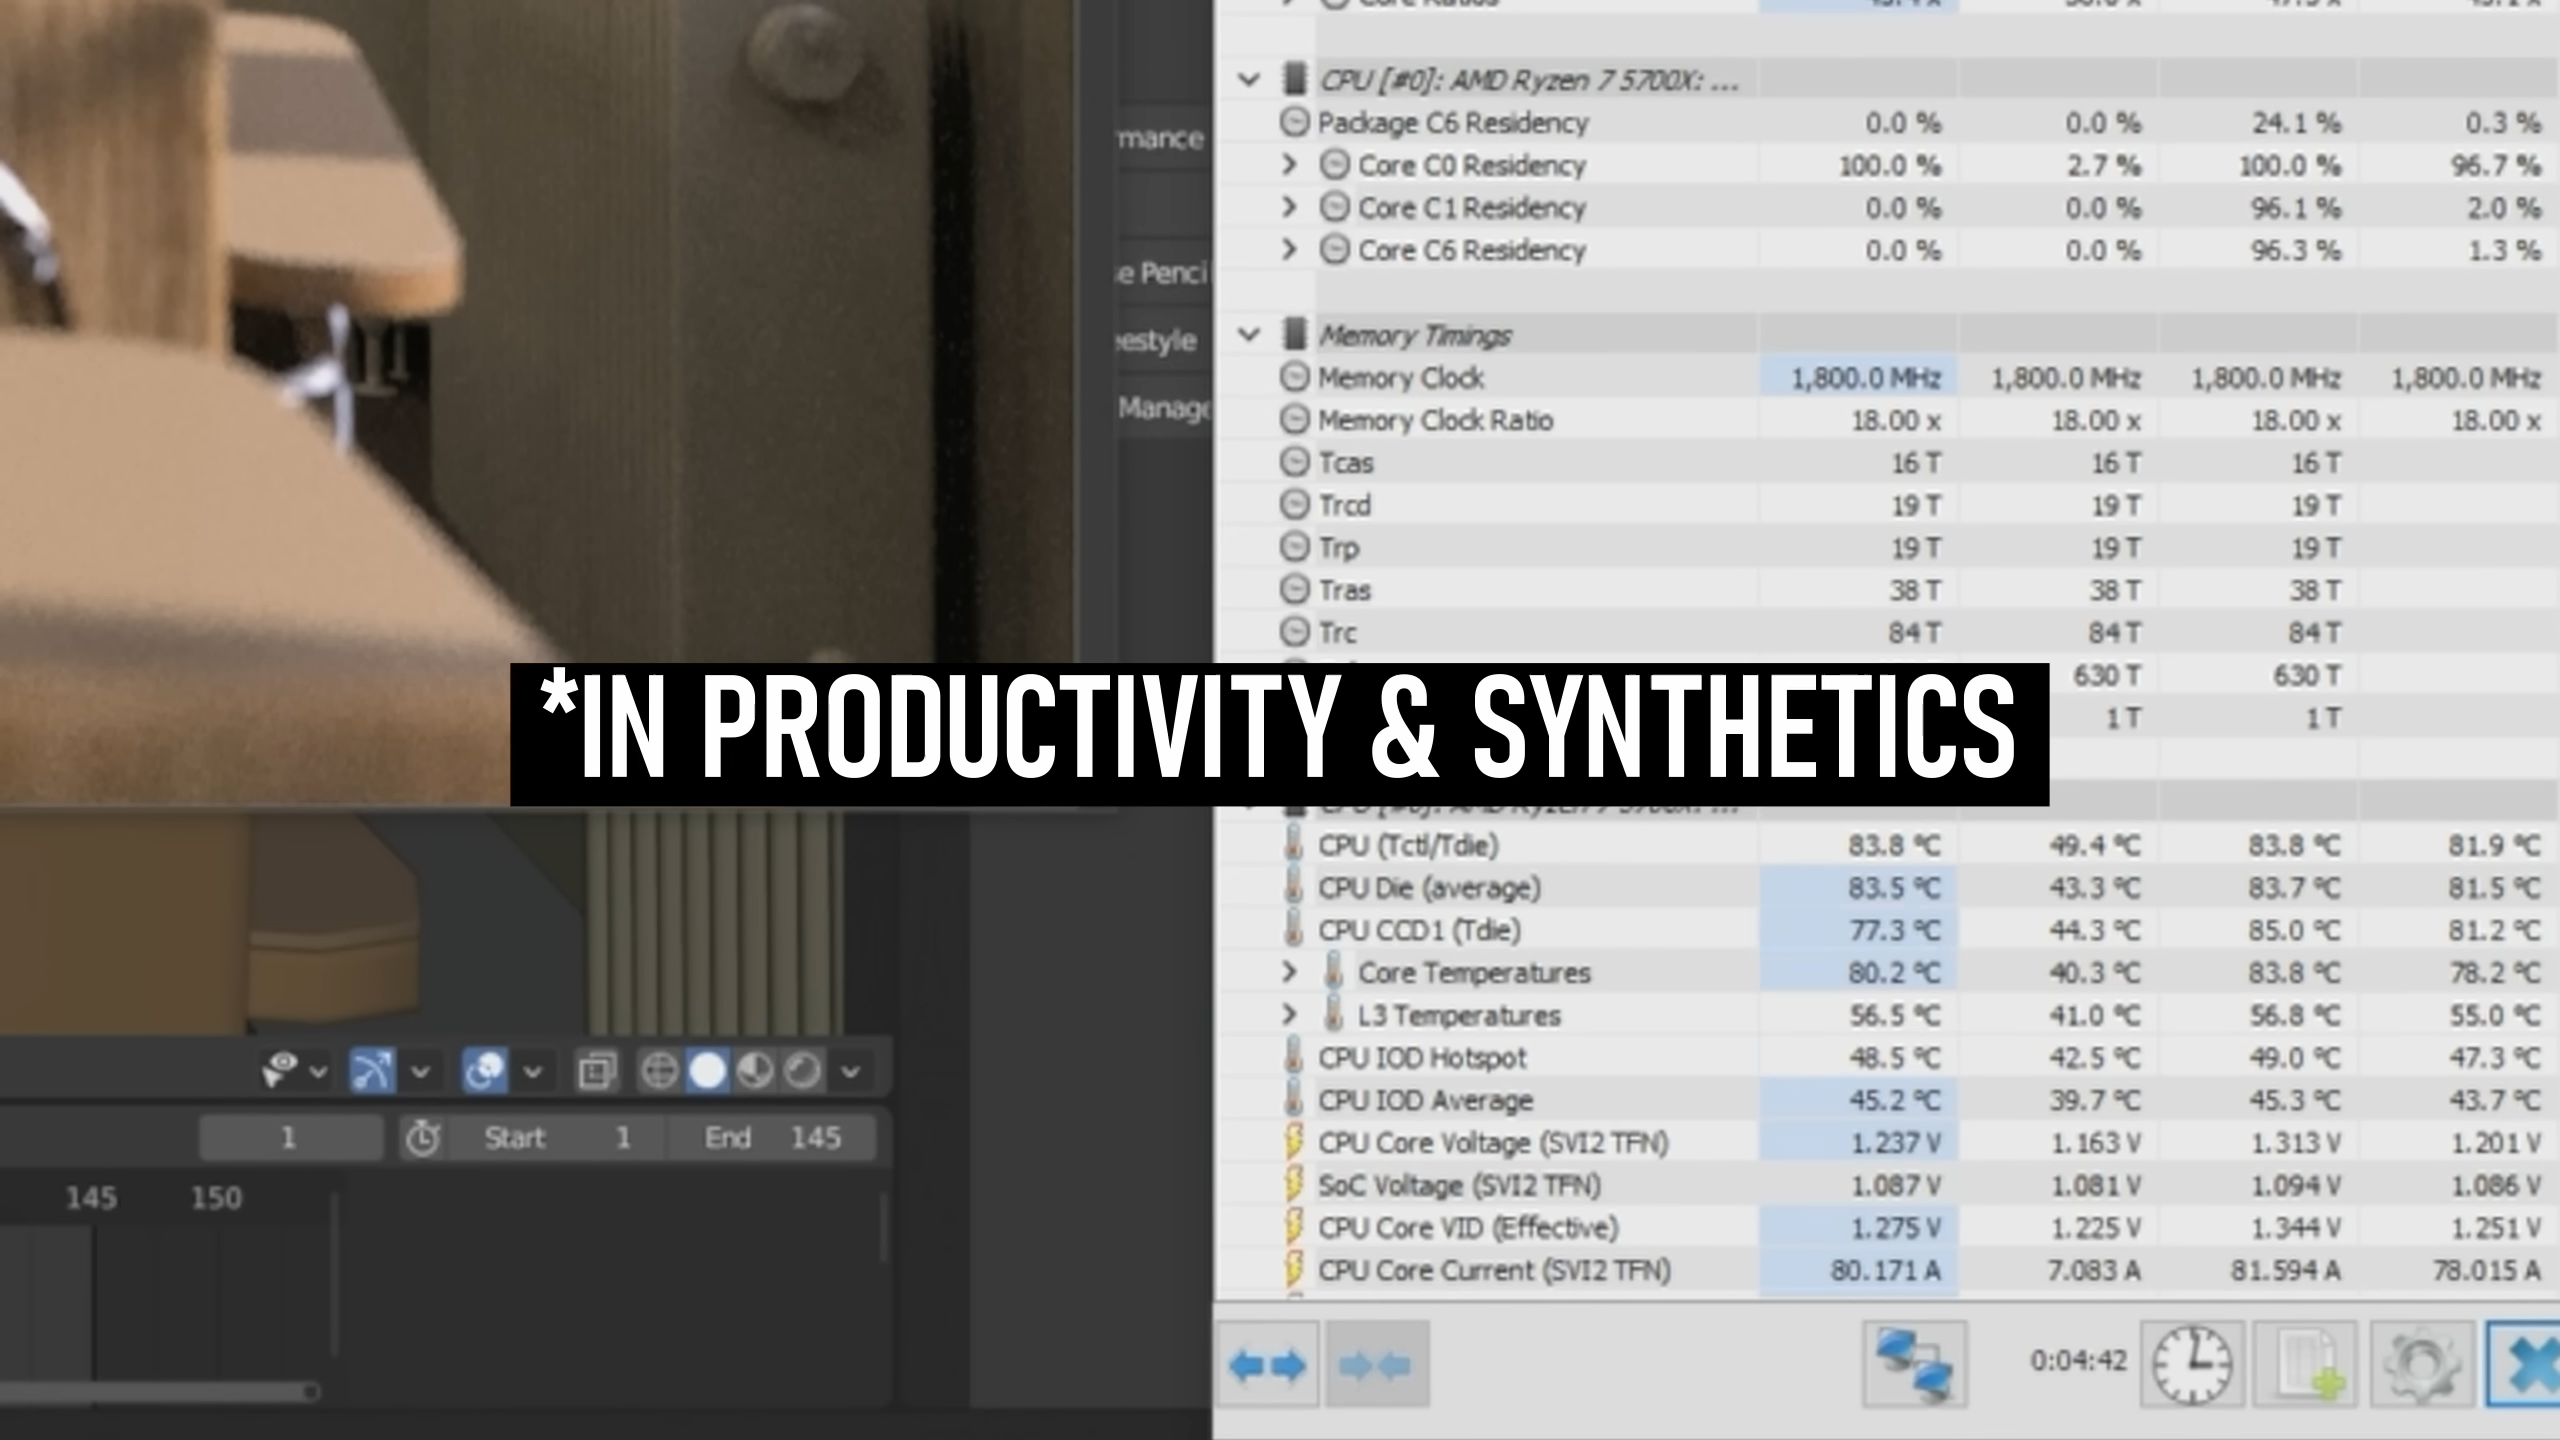 CPU [#0]: AMD Ryzen 7 5700X: ...
Package C6 Residency 0.0 % 0.0 % 24.1 % 0.3 %
Core C0 Residency 100.0 % 2.7 % 100.0 % 96.7 %
Core C1 Residency 0.0 % 0.0 % 96.1 % 2.0 %
Core C6 Residency 0.0 % 0.0 % 96.3 % 1.3 %
rmance
e Penci
eestyle
Manage
Memory Timings
Memory Clock 1,800.0 MHz 1,800.0 MHz 1,800.0 MHz 1,800.0 MHz
Memory Clock Ratio 18.00 x 18.00 x 18.00 x 18.00 x
Tcas 16 T 16 T 16 T
Trcd 19 T 19 T 19 T
Trp 19 T 19 T 19 T
Tras 38 T 38 T 38 T
Trc 84 T 84 T 84 T
630 T 630 T
1 T 1 T
*IN PRODUCTIVITY & SYNTHETICS
CPU [#0]: AMD Ryzen 7 5700X: ...
CPU (Tctl/Tdie) 83.8 °C 49.4 °C 83.8 °C 81.9 °C
CPU Die (average) 83.5 °C 43.3 °C 83.7 °C 81.5 °C
CPU CCD1 (Tdie) 77.3 °C 44.3 °C 85.0 °C 81.2 °C
Core Temperatures 80.2 °C 40.3 °C 83.8 °C 78.2 °C
L3 Temperatures 56.5 °C 41.0 °C 56.8 °C 55.0 °C
CPU IOD Hotspot 48.5 °C 42.5 °C 49.0 °C 47.3 °C
CPU IOD Average 45.2 °C 39.7 °C 45.3 °C 43.7 °C
CPU Core Voltage (SVI2 TFN) 1.237 V 1.163 V 1.313 V 1.201 V
SoC Voltage (SVI2 TFN) 1.087 V 1.081 V 1.094 V 1.086 V
CPU Core VID (Effective) 1.275 V 1.225 V 1.344 V 1.251 V
CPU Core Current (SVI2 TFN) 80.171 A 7.083 A 81.594 A 78.015 A
1 Start 1 End 145
145 150
0:04:42